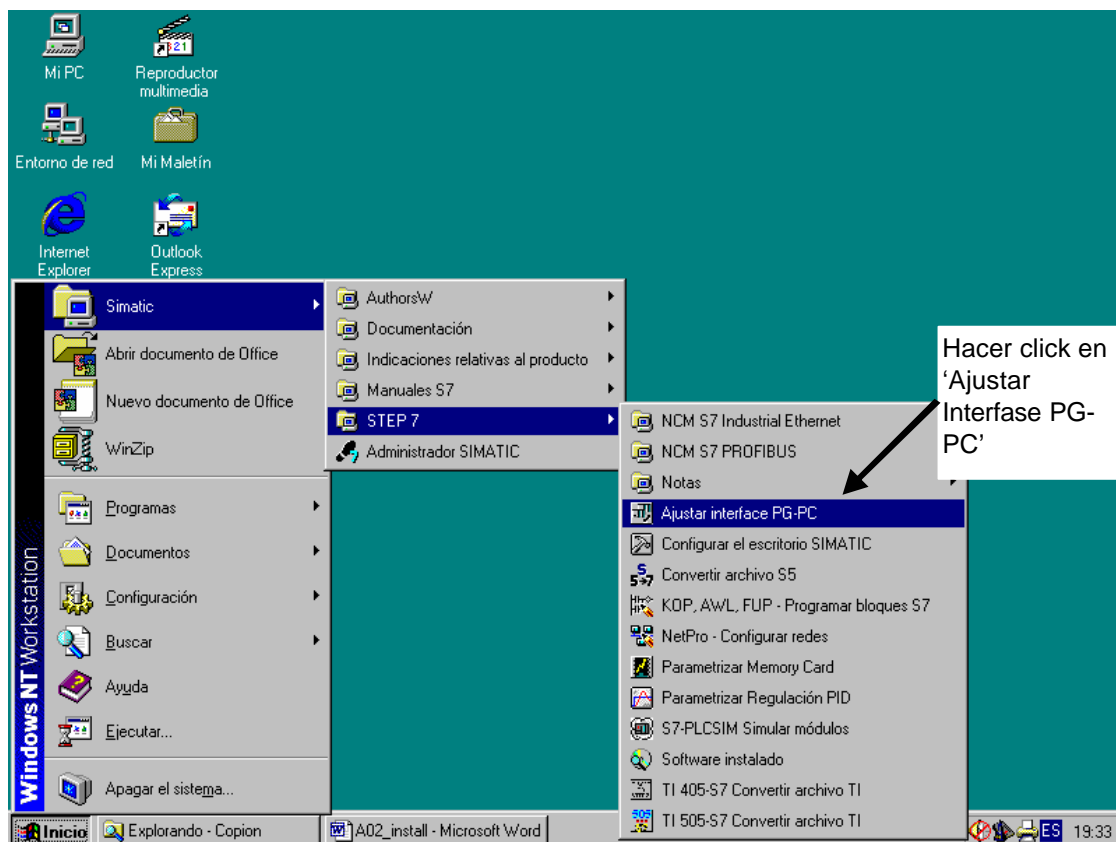 Mi PC
Reproductor
multimedia
Entorno de red
Mi Maletín
Internet
Explorer
Outlook
Express
Windows NT Workstation
Simatic
Abrir documento de Office
Nuevo documento de Office
WinZip
Programas
Documentos
Configuración
Buscar
Ayuda
Ejecutar...
Apagar el sistema...
AuthorsW
Documentación
Indicaciones relativas al producto
Manuales S7
STEP 7
Administrador SIMATIC
NCM S7 Industrial Ethernet
NCM S7 PROFIBUS
Notas
Ajustar interface PG-PC
Configurar el escritorio SIMATIC
Convertir archivo S5
KOP, AWL, FUP - Programar bloques S7
NetPro - Configurar redes
Parametrizar Memory Card
Parametrizar Regulación PID
S7-PLCSIM Simular módulos
Software instalado
TI 405-S7 Convertir archivo TI
TI 505-S7 Convertir archivo TI
Hacer click en
‘Ajustar
Interfase PG-
PC’
Inicio
Explorando - Copion
A02_install - Microsoft Word
ES
19:33